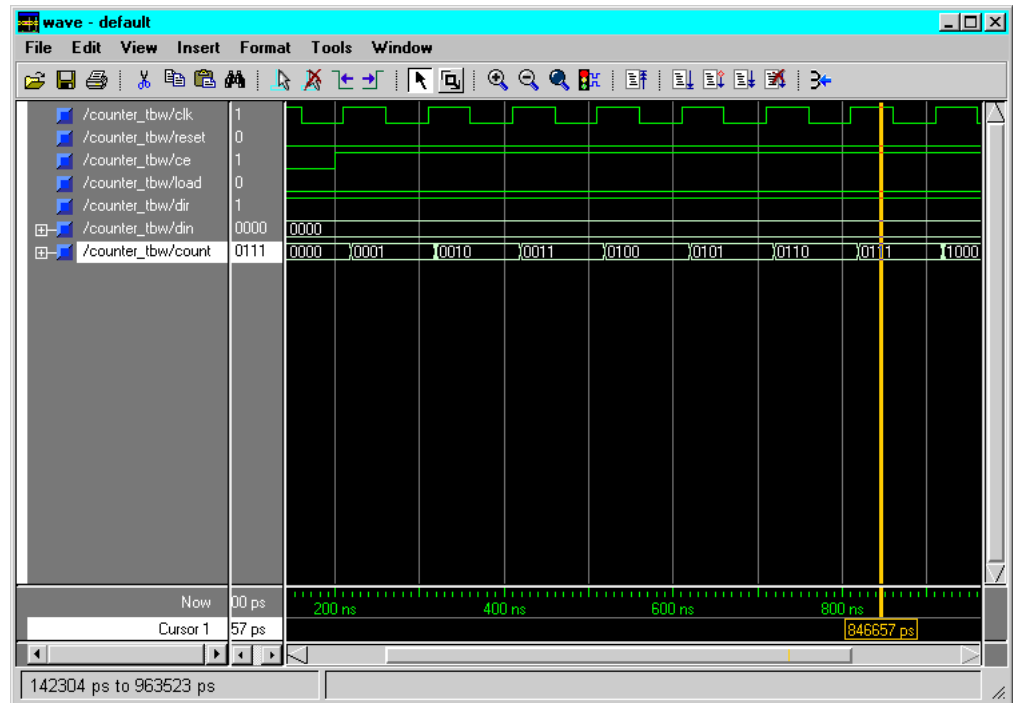 wave - default
File Edit View Insert Format Tools Window
/counter_tbw/clk 1
/counter_tbw/reset 0
/counter_tbw/ce 1
/counter_tbw/load 0
/counter_tbw/dir 1
/counter_tbw/din 0000 0000
/counter_tbw/count 0111 0000 0001 0010 0011 0100 0101 0110 0111 1000
Now 00 ps 200 ns 400 ns 600 ns 800 ns
Cursor 1 57 ps 846657 ps
142304 ps to 963523 ps